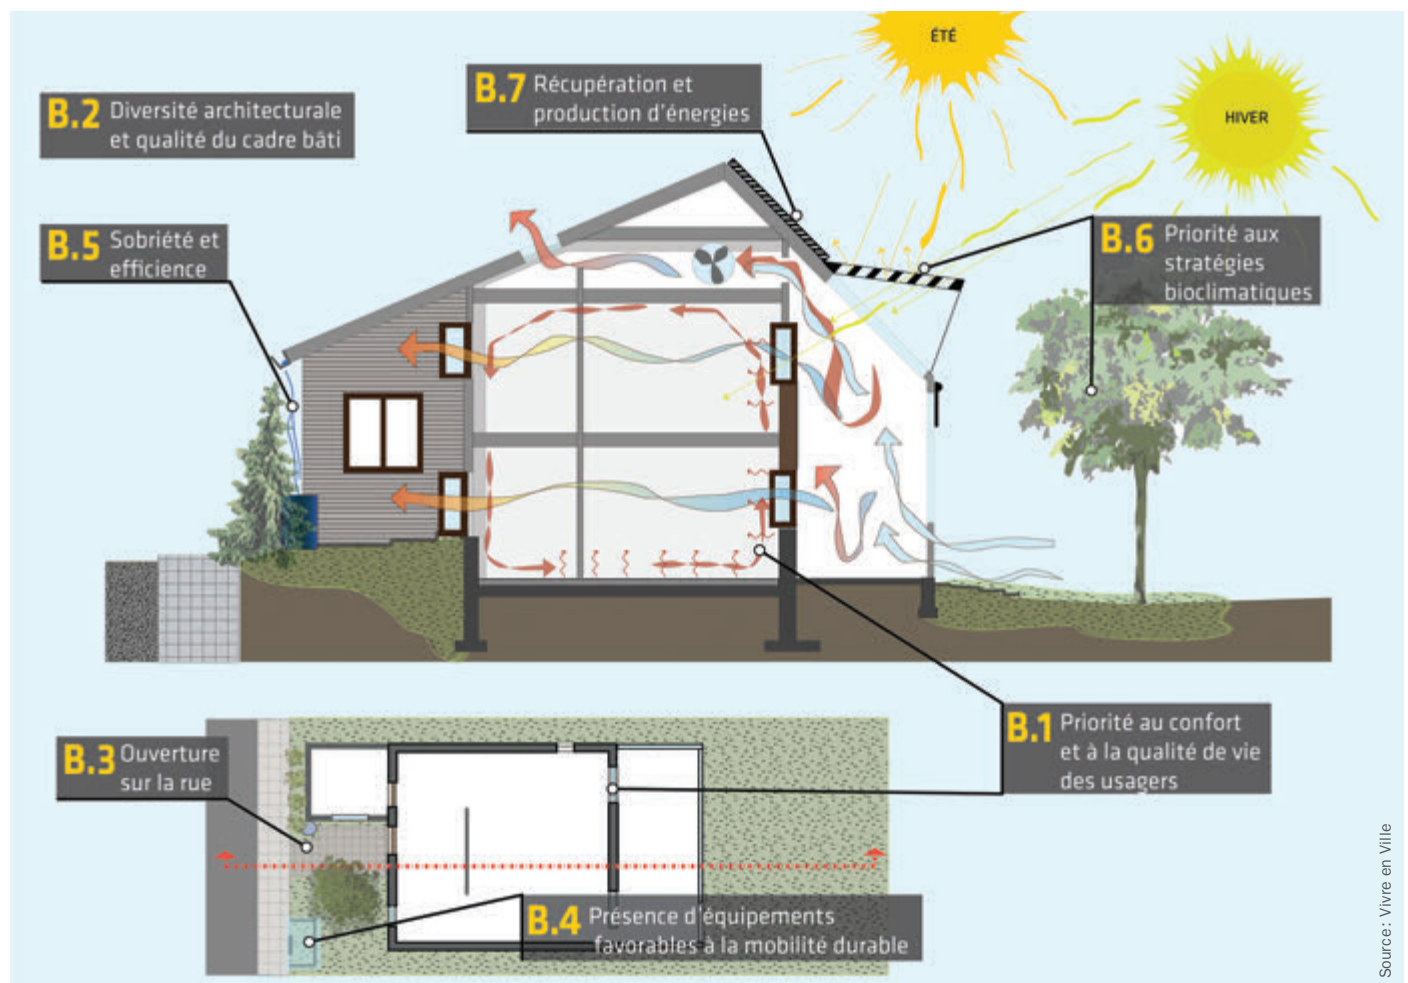 ÉTÉ
HIVER
B.7 Récupération et
production d'énergies
B.2 Diversité architecturale
et qualité du cadre bâti
B.5 Sobriété et
efficience
B.6 Priorité aux
stratégies
bioclimatiques
B.1 Priorité au confort
et à la qualité de vie
des usagers
B.3 Ouverture
sur la rue
B.4 Présence d'équipements
favorables à la mobilité durable
Source: Vivre en Ville